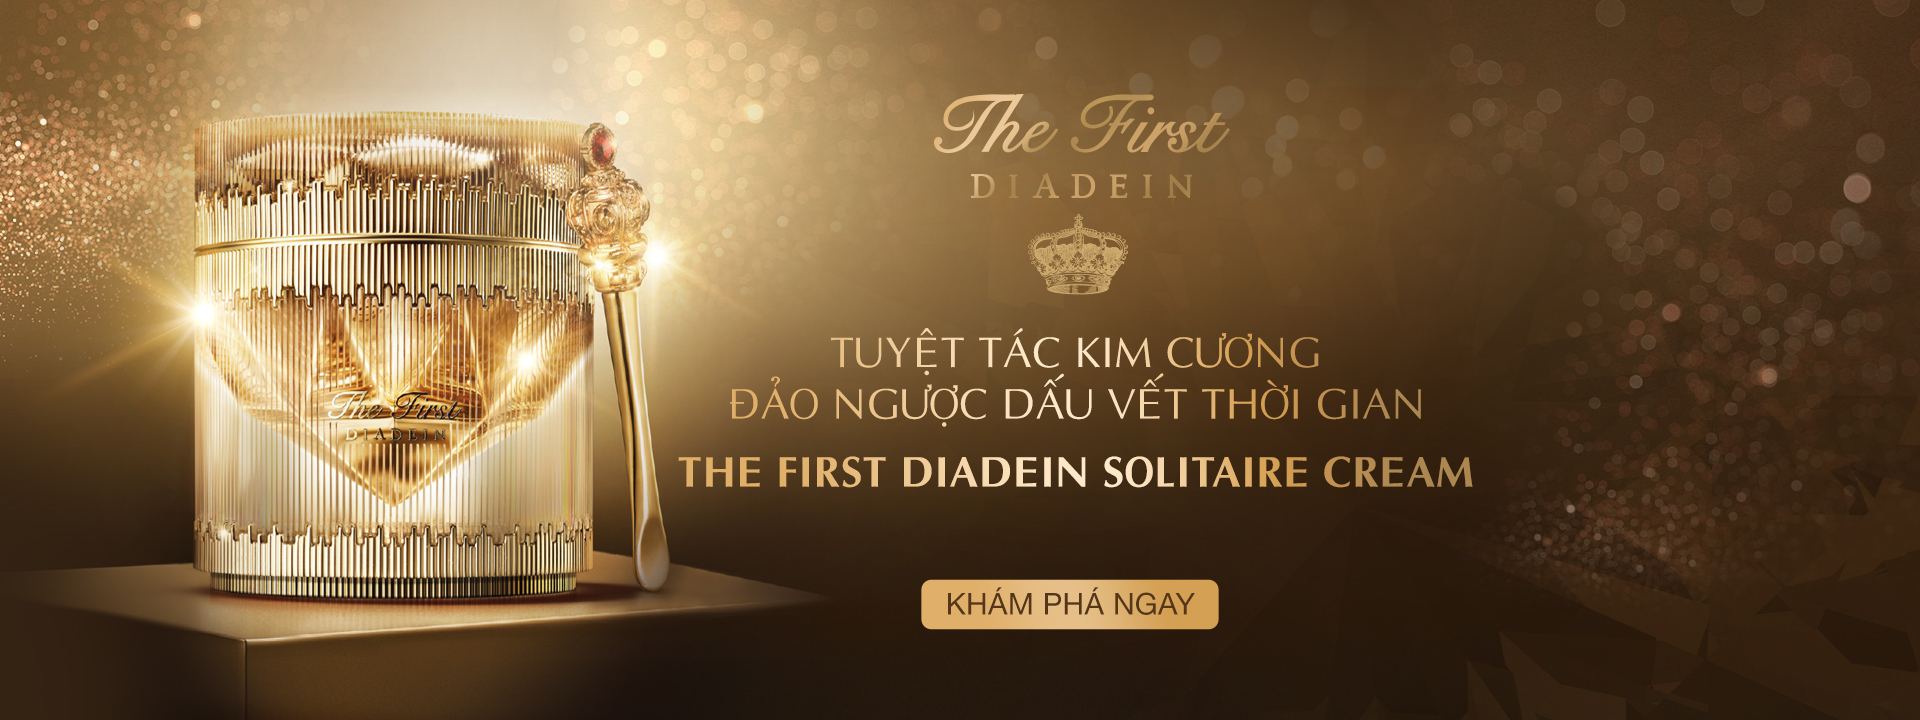 The First
DIADEIN
TUYỆT TÁC KIM CƯƠNG
ĐẢO NGƯỢC DẤU VẾT THỜI GIAN
THE FIRST DIADEIN SOLITAIRE CREAM
KHÁM PHÁ NGAY
The First
DIADEIN